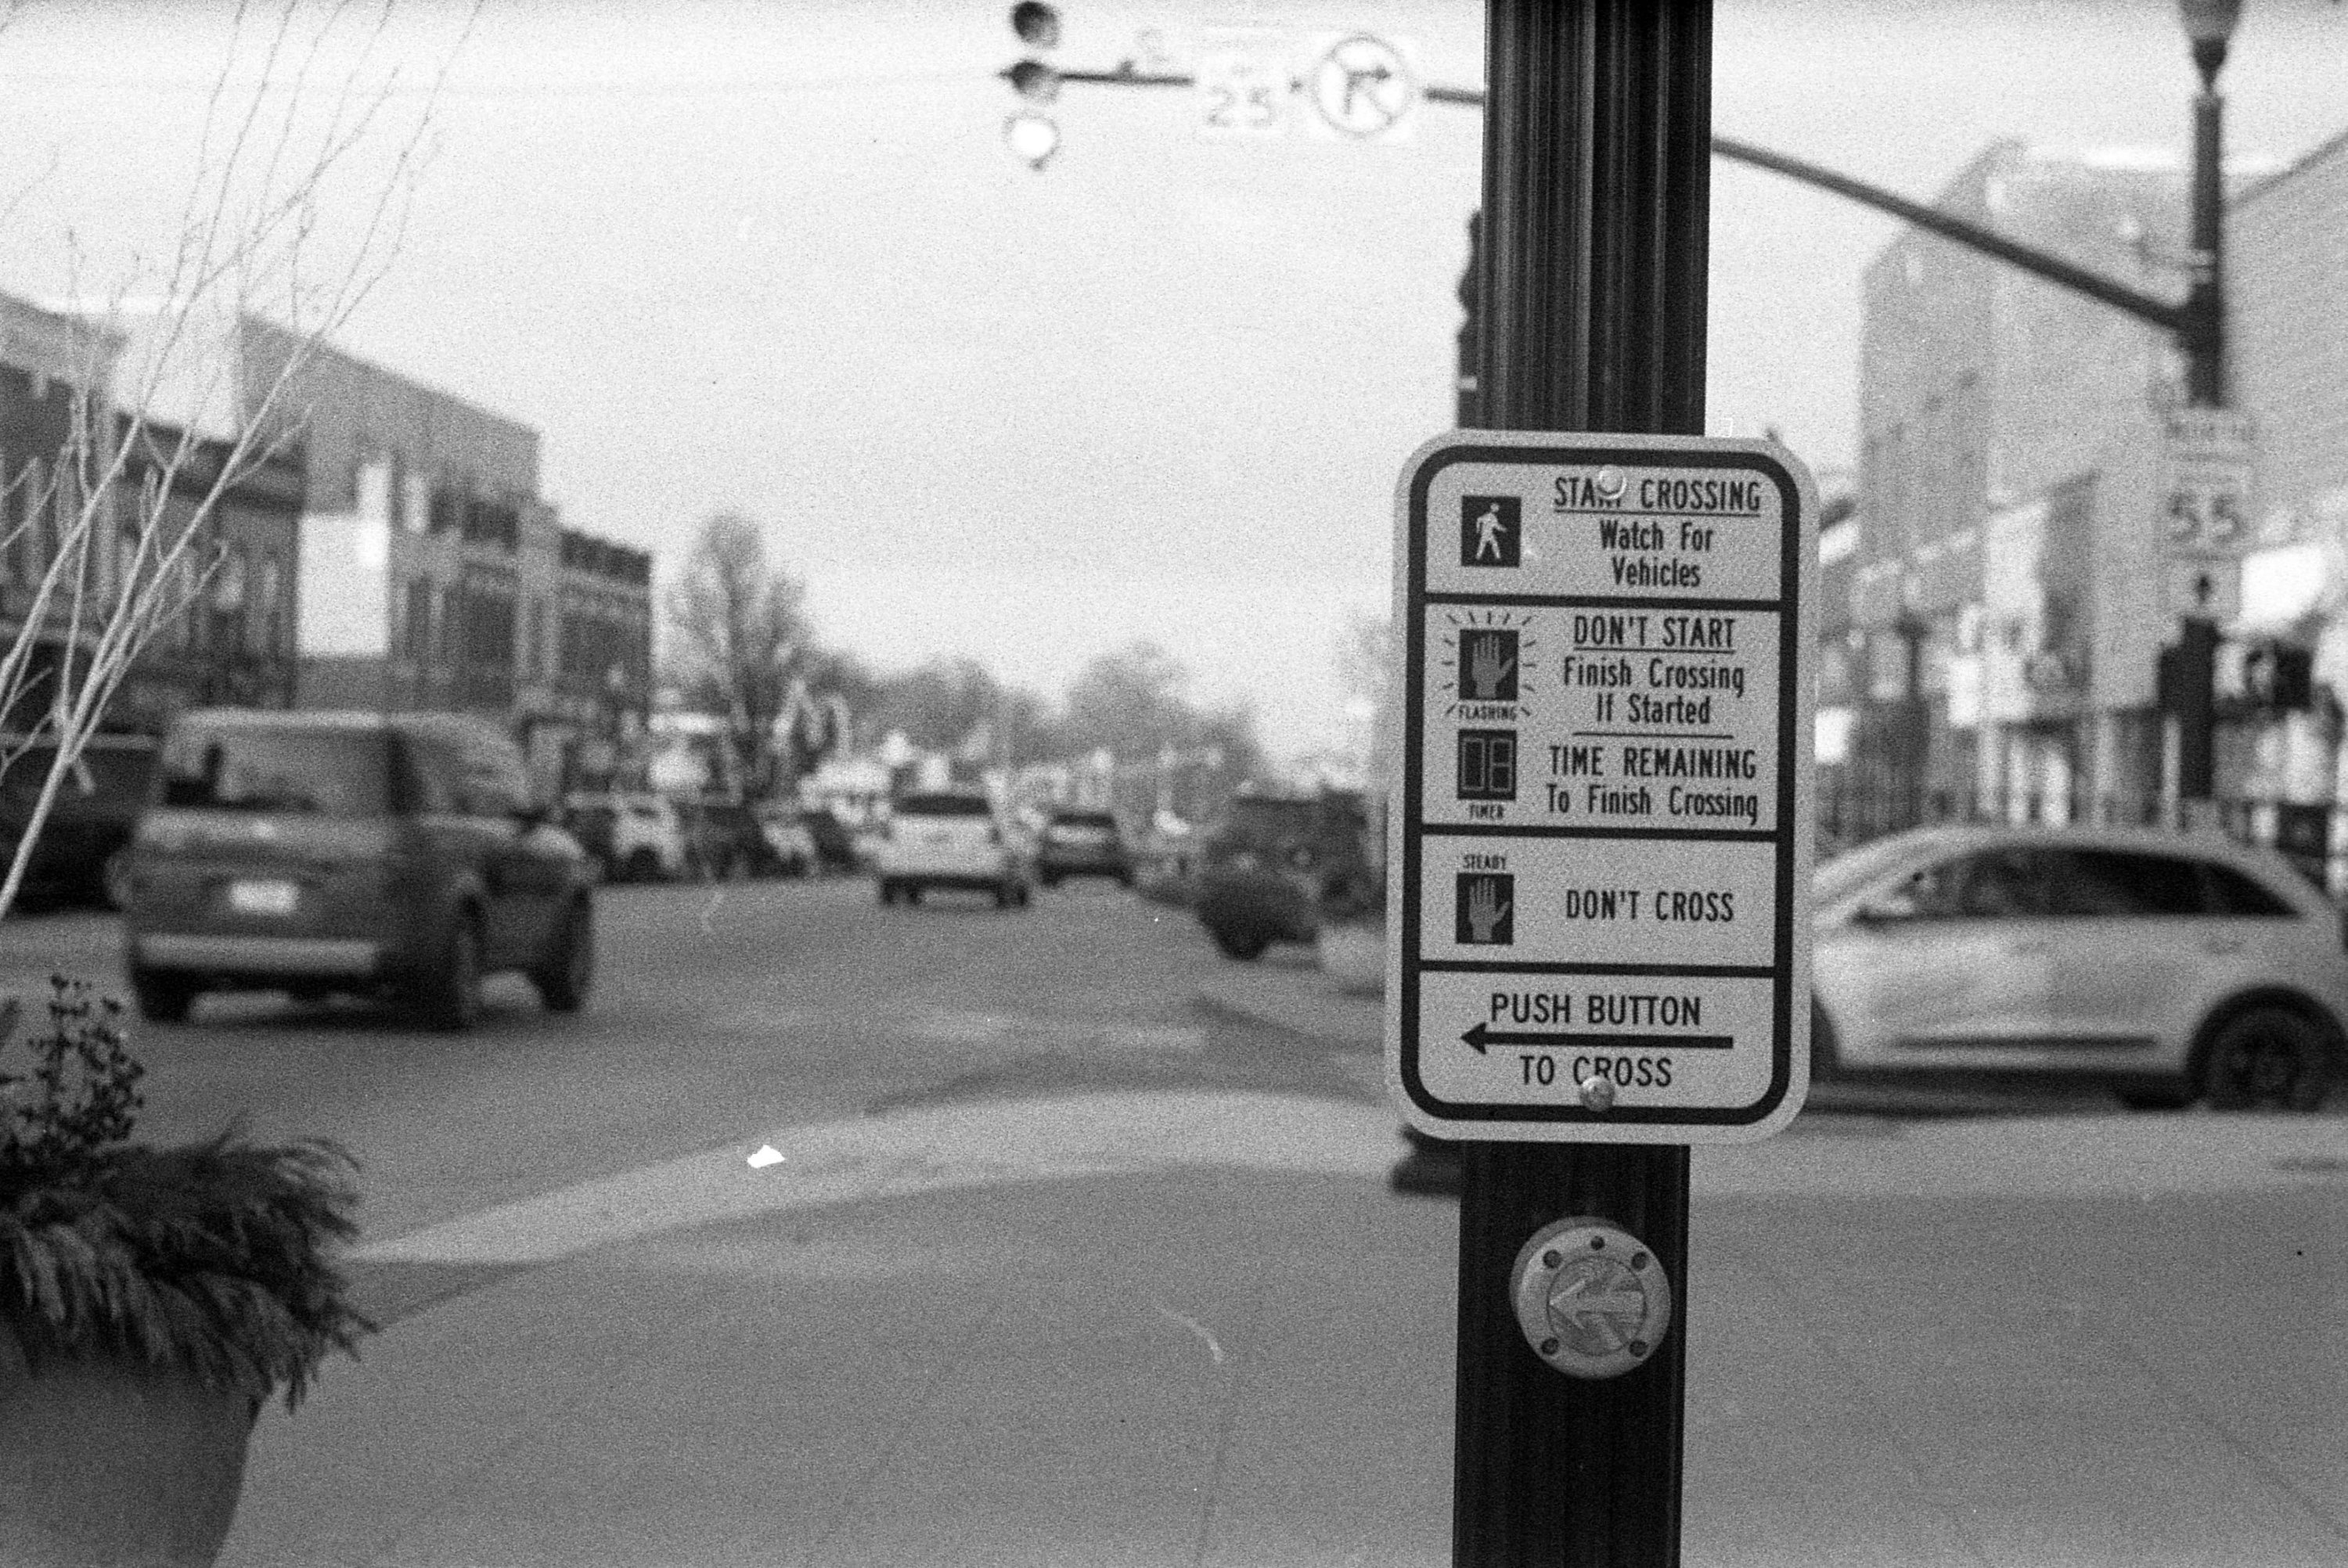 25
START CROSSING
Watch For
Vehicles
DON'T START
Finish Crossing
If Started
FLASHING
TIME REMAINING
To Finish Crossing
TIMER
STEADY
DON'T CROSS
PUSH BUTTON
TO CROSS
55